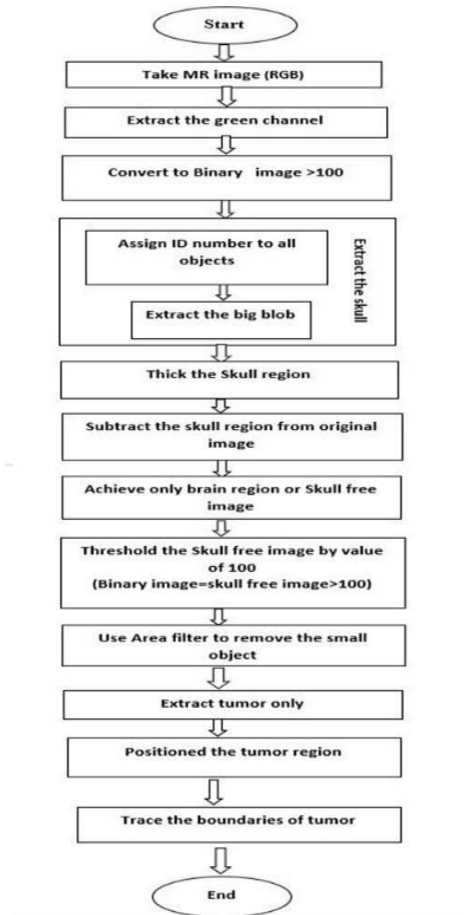 Start
Take MR image (RGB)
Extract the green channel
Convert to Binary image >100
Assign ID number to all
objects
Extract the big blob
Extract the skull
Thick the Skull region
Subtract the skull region from original
image
Achieve only brain region or Skull free
image
Threshold the Skull free image by value
of 100
(Binary image=skull free image>100)
Use Area filter to remove the small
object
Extract tumor only
Positioned the tumor region
Trace the boundaries of tumor
End